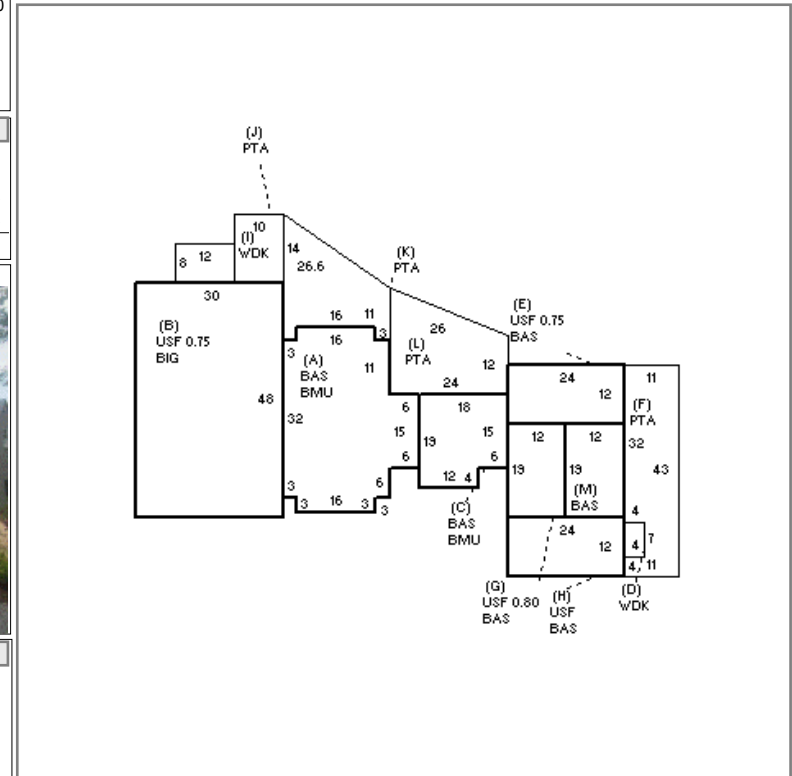 (J)
PTA
10
(I)
WDK
12
8
14
26.6
(K)
PTA
30
(B)
USF 0.75
BIG
16
11
3
16
3
(A)
BAS
BMU
11
26
(L)
PTA
12
24
(E)
USF 0.75
BAS
24
12
11
(F)
PTA
48
32
6
18
15
19
15
6
6
12
4
19
12
12
19
32
43
(M)
BAS
3
3
16
3
3
6
(C)
BAS
BMU
24
12
4
4
7
4
11
(G)
USF 0.80
BAS
(H)
USF
BAS
(D)
WDK